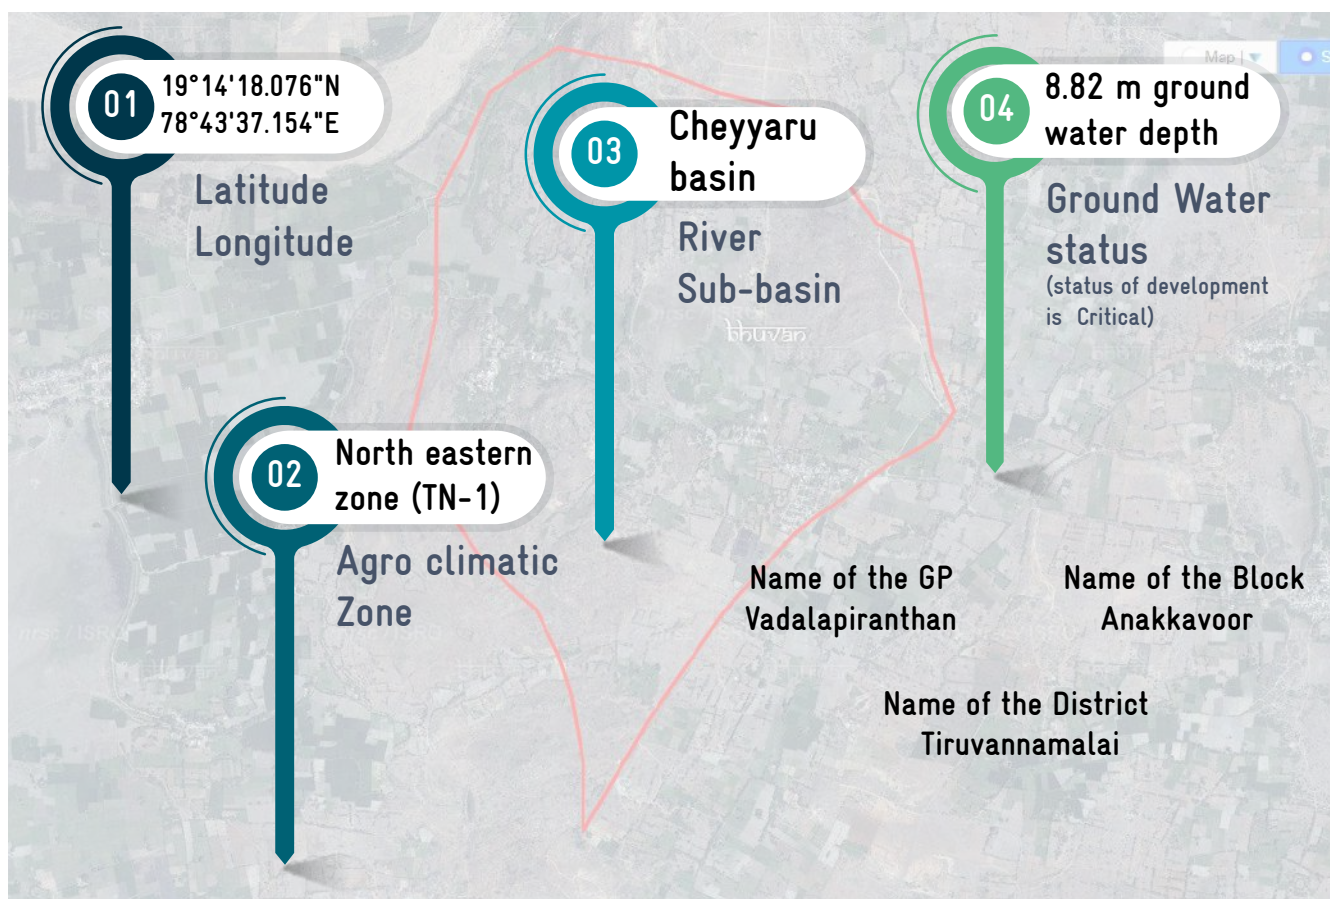 01
19°14'18.076"N
78°43'37.154"E
Latitude
Longitude
02
North eastern
zone (TN-1)
Agro climatic
Zone
03
Cheyyaru
basin
River
Sub-basin
bhuvan
04
8.82 m ground
water depth
Ground Water
status
(status of development
is Critical)
Map
S
Name of the GP
Vadalapiranthan
Name of the Block
Anakkavoor
Name of the District
Tiruvannamalai